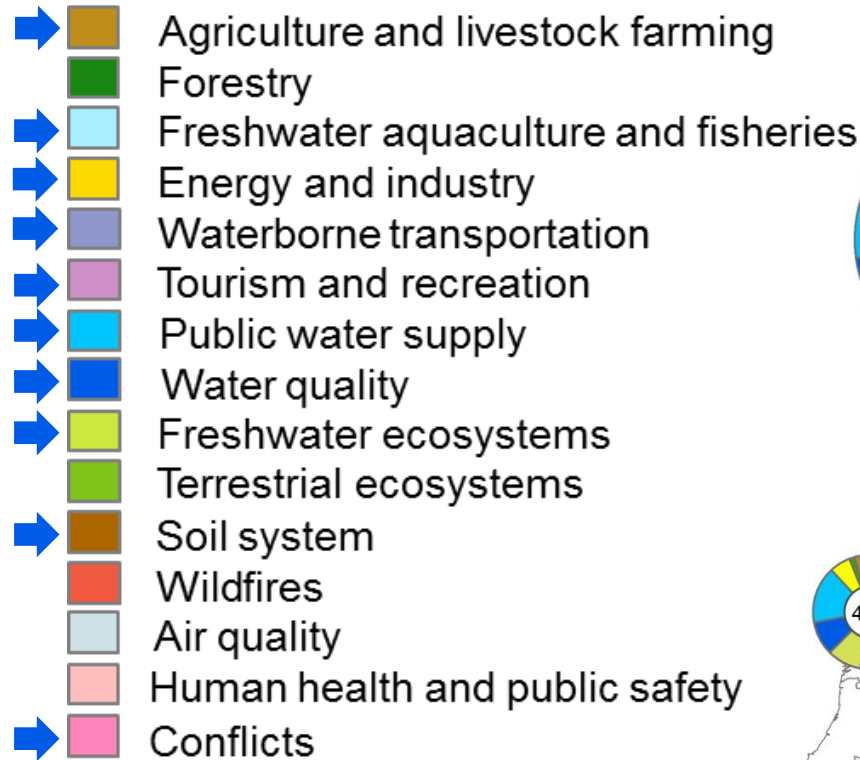 Agriculture and livestock farming
Forestry
Freshwater aquaculture and fisheries
Energy and industry
Waterborne transportation
Tourism and recreation
Public water supply
Water quality
Freshwater ecosystems
Terrestrial ecosystems
Soil system
Wildfires
Air quality
Human health and public safety
Conflicts